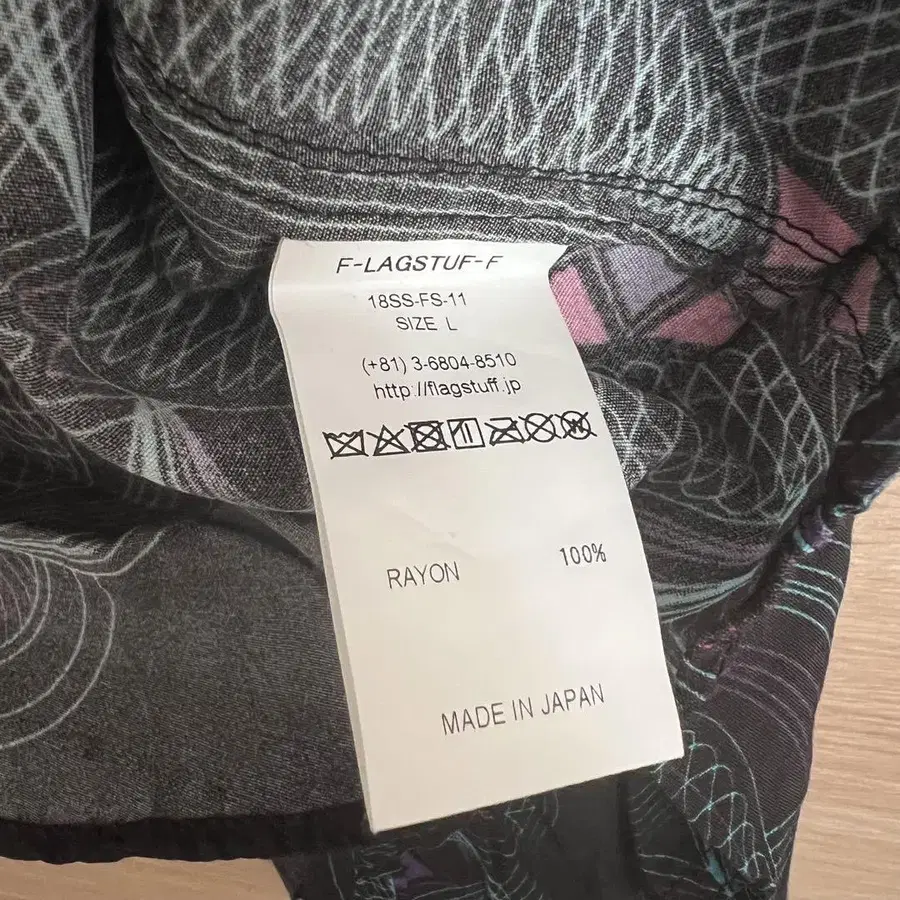 F-LAGSTUF-F
18SS-FS-11
SIZE L
(+81) 3-6804-8510
http://flagstuff.jp
RAYON 100%
MADE IN JAPAN